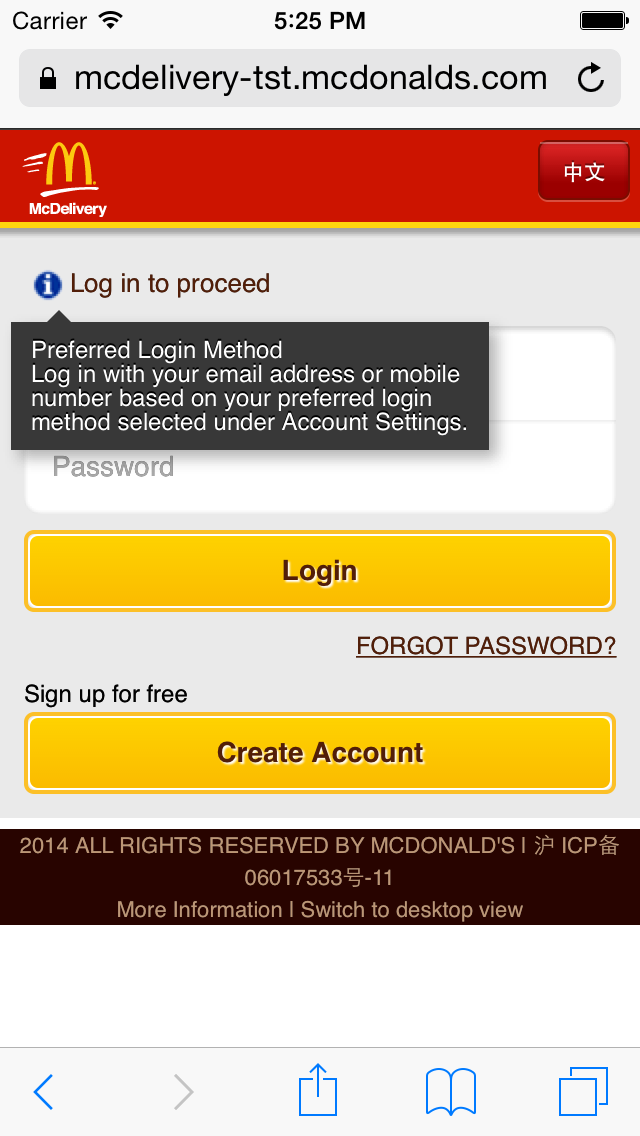 Carrier 5:25 PM
mcdelivery-tst.mcdonalds.com
McDelivery
中文
Log in to proceed
Preferred Login Method
Log in with your email address or mobile
number based on your preferred login
method selected under Account Settings.
Password
Login
FORGOT PASSWORD?
Sign up for free
Create Account
2014 ALL RIGHTS RESERVED BY MCDONALD'S | 沪 ICP备
06017533号-11
More Information | Switch to desktop view